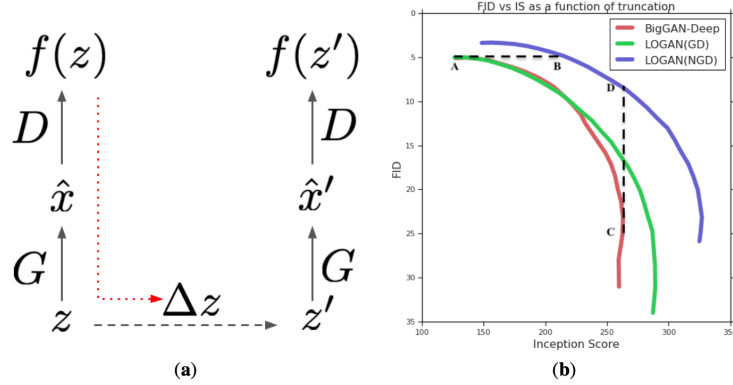 f(z)
f(z′)
D
D
x̂
x̂′
G
G
Δz
z
z′
(a)
FID vs IS as a function of truncation
BigGAN-Deep
LOGAN(GD)
LOGAN(NGD)
0
5
10
15
20
25
30
35
FID
A
B
D
C
100
150
200
250
300
35
Inception Score
(b)